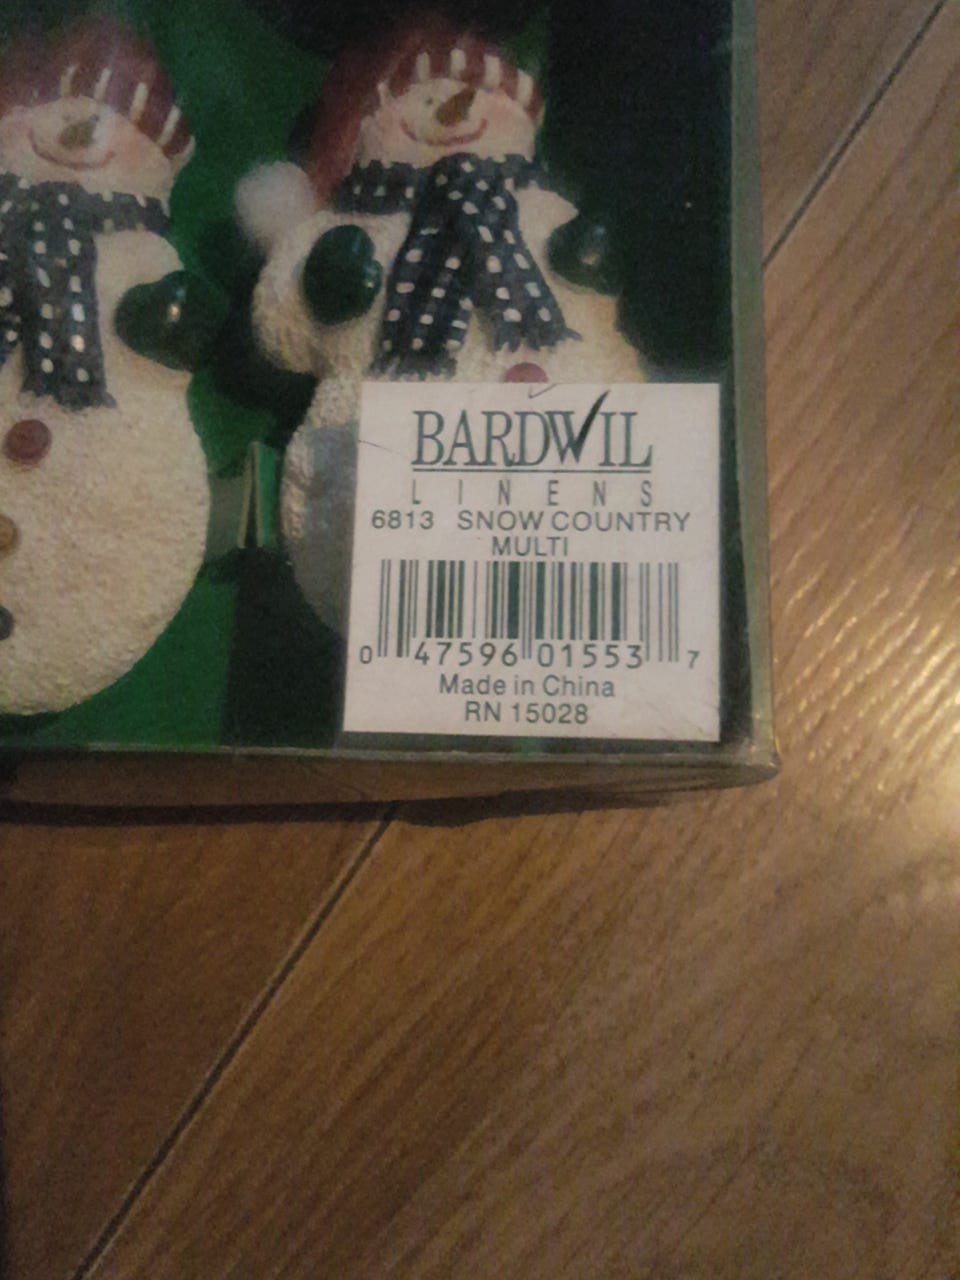 BARDWIL
LINENS
6813 SNOW COUNTRY
MULTI
0 47596 01553 7
Made in China
RN 15028